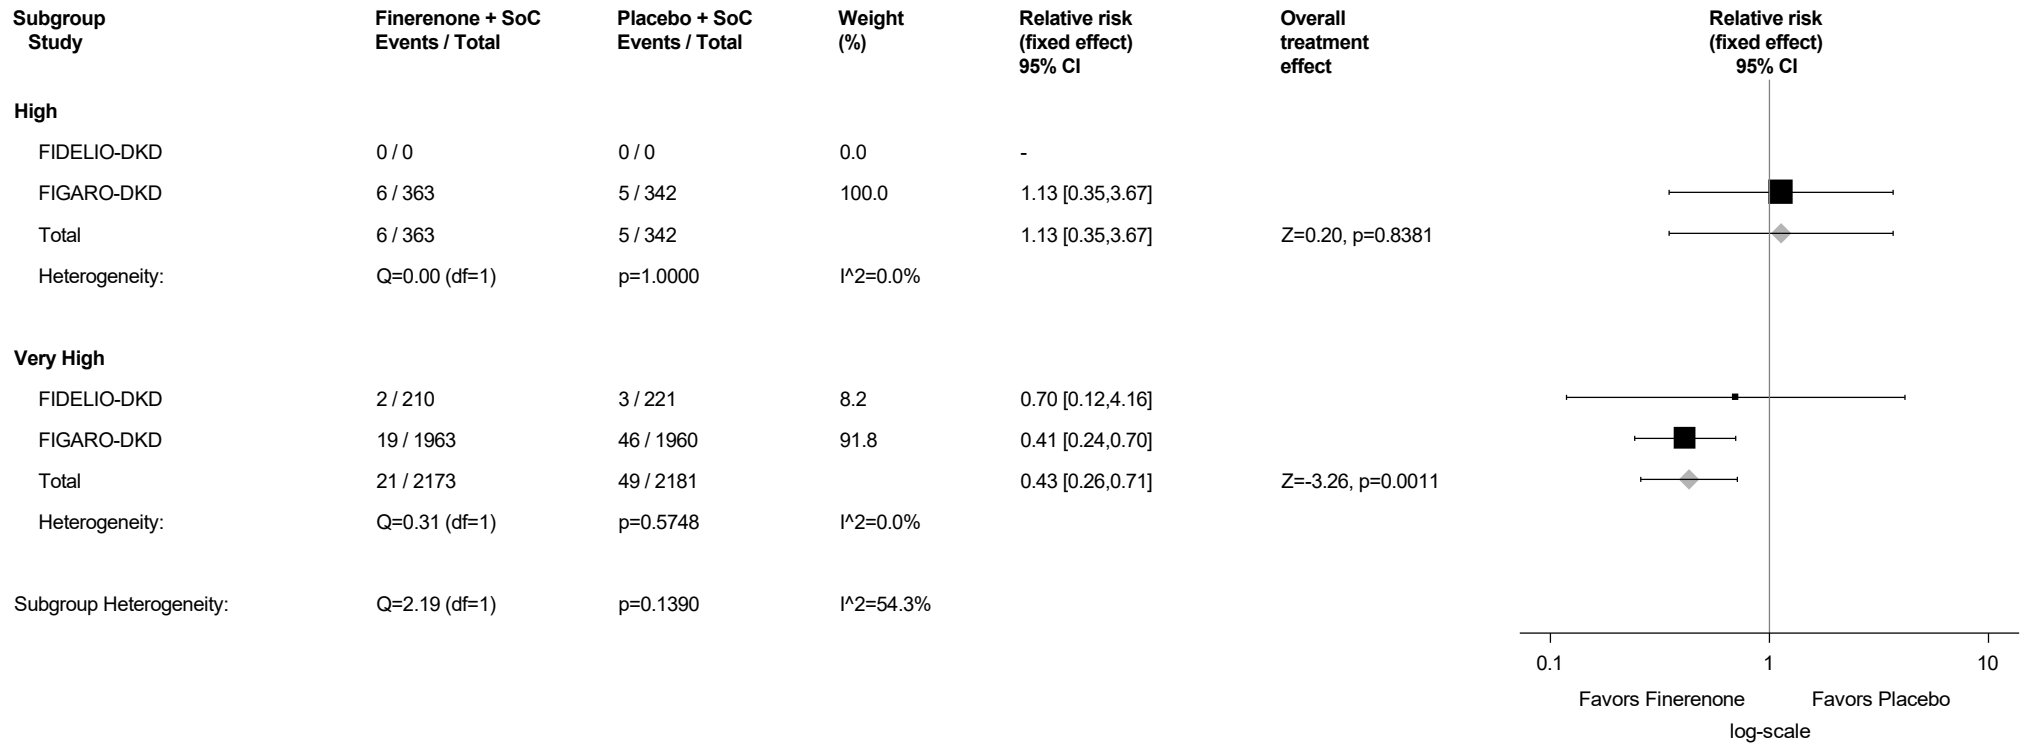 Subgroup Finerenone + SoC Placebo + SoC Weight Relative risk Overall Relative risk
Study Events / Total Events / Total (%) (fixed effect) treatment (fixed effect)
95% CI effect 95% CI
High
FIDELIO-DKD 0 / 0 0 / 0 0.0 -
FIGARO-DKD 6 / 363 5 / 342 100.0 1.13 [0.35,3.67]
Total 6 / 363 5 / 342 1.13 [0.35,3.67] Z=0.20, p=0.8381
Heterogeneity: Q=0.00 (df=1) p=1.0000 I^2=0.0%
Very High
FIDELIO-DKD 2 / 210 3 / 221 8.2 0.70 [0.12,4.16]
FIGARO-DKD 19 / 1963 46 / 1960 91.8 0.41 [0.24,0.70]
Total 21 / 2173 49 / 2181 0.43 [0.26,0.71] Z=-3.26, p=0.0011
Heterogeneity: Q=0.31 (df=1) p=0.5748 I^2=0.0%
Subgroup Heterogeneity: Q=2.19 (df=1) p=0.1390 I^2=54.3%
0.1 1 10
Favors Finerenone Favors Placebo
log-scale